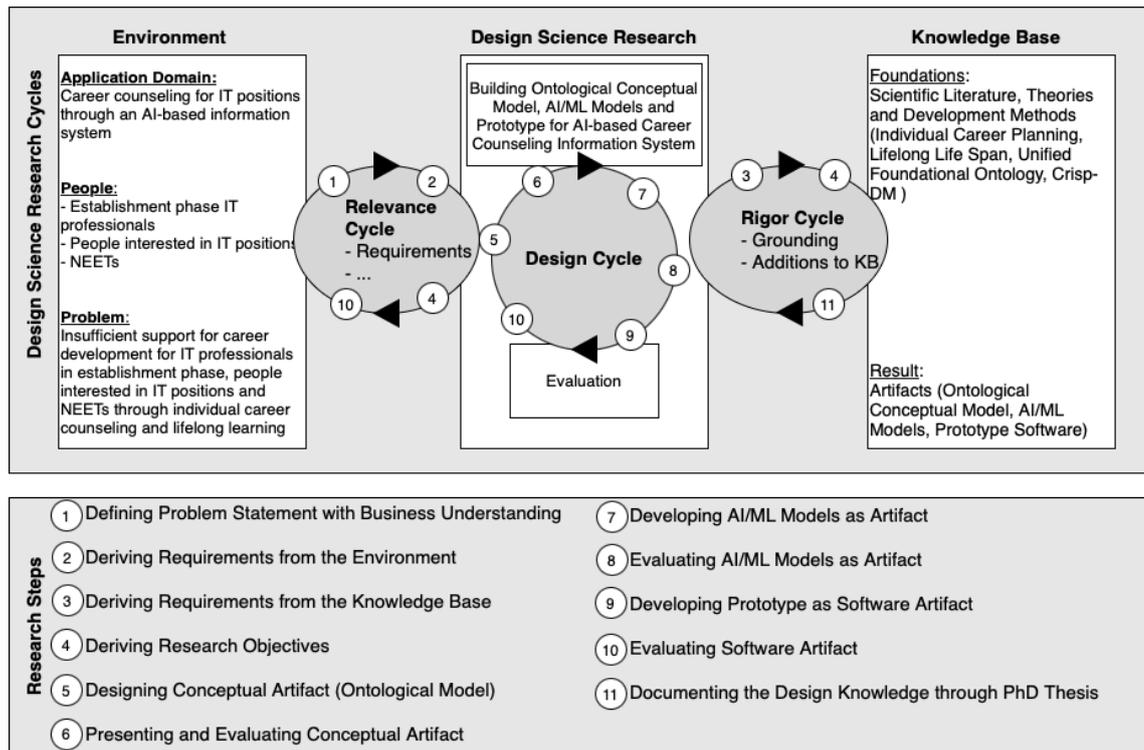 Design Science Research Cycles
Environment
Application Domain:
Career counseling for IT positions
through an AI-based information
system
People:
- Establishment phase IT
professionals
- People interested in IT positions
- NEETs
Problem:
Insufficient support for career
development for IT professionals
in establishment phase, people
interested in IT positions and
NEETs through individual career
counseling and lifelong learning
1
2
Relevance
Cycle
- Requirements
- ...
10
4
Design Science Research
Building Ontological Conceptual
Model, AI/ML Models and
Prototype for AI-based Career
Counseling Information System
6
7
5
Design Cycle
8
10
9
Evaluation
3
4
Rigor Cycle
- Grounding
- Additions to KB
11
Knowledge Base
Foundations:
Scientific Literature, Theories
and Development Methods
(Individual Career Planning,
Lifelong Life Span, Unified
Foundational Ontology, Crisp-
DM )
Result:
Artifacts (Ontological
Conceptual Model, AI/ML
Models, Prototype Software)
Research Steps
1 Defining Problem Statement with Business Understanding
2 Deriving Requirements from the Environment
3 Deriving Requirements from the Knowledge Base
4 Deriving Research Objectives
5 Designing Conceptual Artifact (Ontological Model)
6 Presenting and Evaluating Conceptual Artifact
7 Developing AI/ML Models as Artifact
8 Evaluating AI/ML Models as Artifact
9 Developing Prototype as Software Artifact
10 Evaluating Software Artifact
11 Documenting the Design Knowledge through PhD Thesis